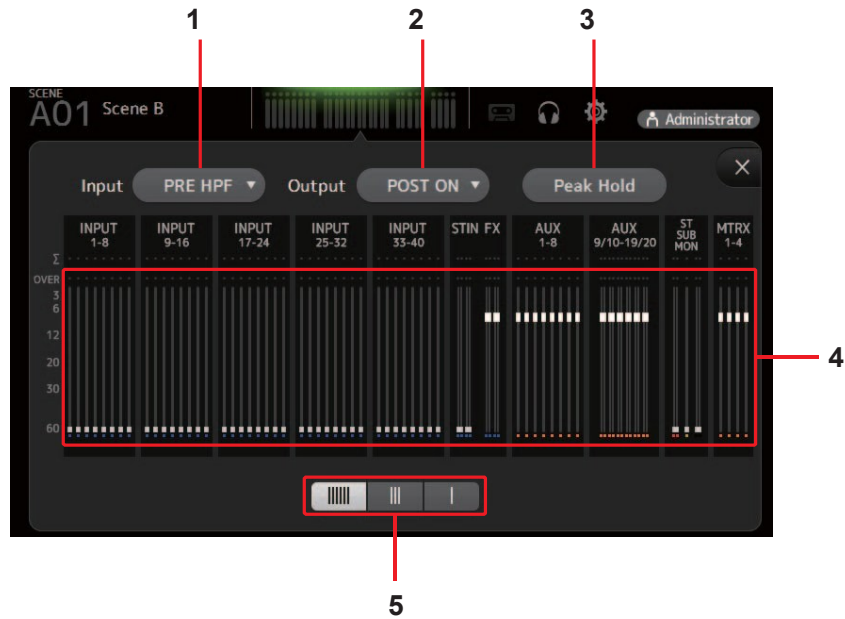 1 2 3
SCENE
A01 Scene B
Administrator
Input PRE HPF Output POST ON Peak Hold
INPUT 1-8
INPUT 9-16
INPUT 17-24
INPUT 25-32
INPUT 33-40
STIN FX
AUX 1-8
AUX 9/10-19/20
ST SUB MON
MTRX 1-4
Σ
OVER
3
6
12
20
30
60
4
5